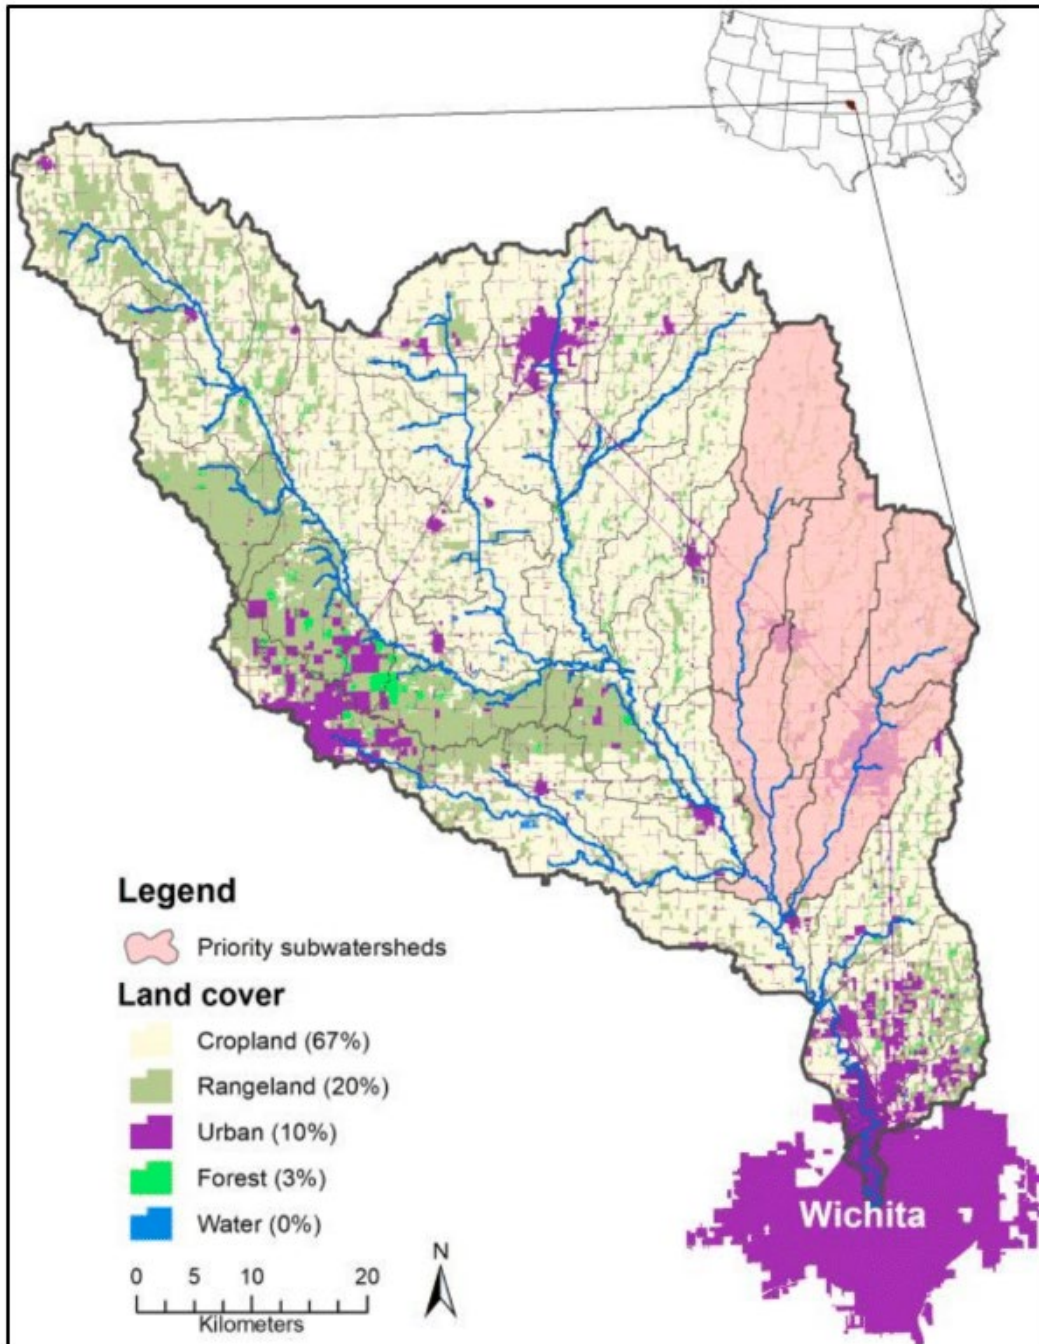 Legend
Priority subwatersheds
Land cover
Cropland (67%)
Rangeland (20%)
Urban (10%)
Forest (3%)
Water (0%)
0 5 10 20
Kilometers
N
Wichita